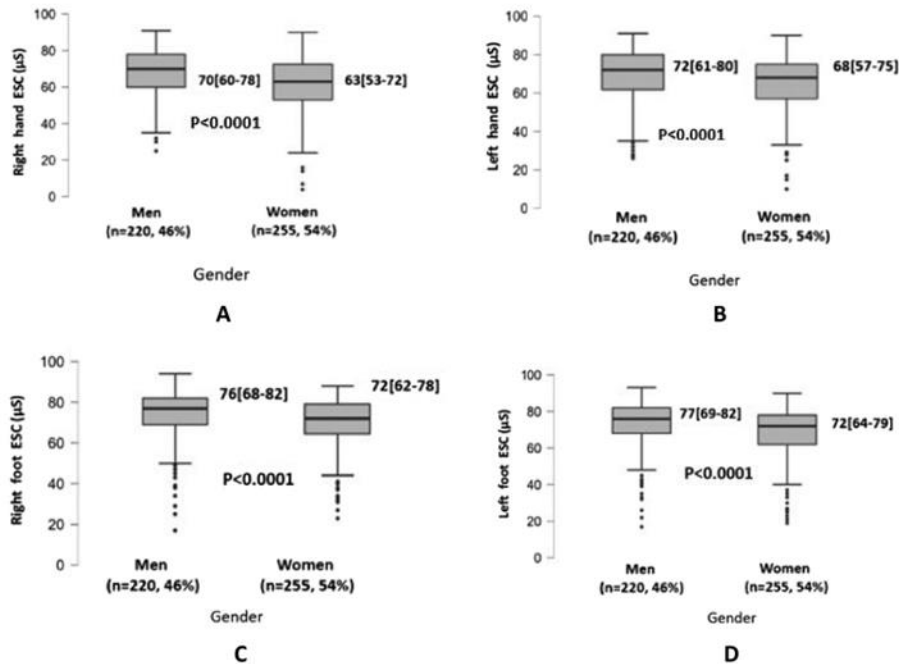 100
80
60
40
20
0
Right hand ESC (µS)
70[60-78]
63[53-72]
P<0.0001
Men
(n=220, 46%)
Women
(n=255, 54%)
Gender
A
100
80
60
40
20
0
Left hand ESC (µS)
72[61-80]
68[57-75]
P<0.0001
Men
(n=220, 46%)
Women
(n=255, 54%)
Gender
B
100
80
60
40
20
0
Right foot ESC (µS)
76[68-82]
72[62-78]
P<0.0001
Men
(n=220, 46%)
Women
(n=255, 54%)
Gender
C
100
80
60
40
20
0
Left foot ESC (µS)
77[69-82]
72[64-79]
P<0.0001
Men
(n=220, 46%)
Women
(n=255, 54%)
Gender
D